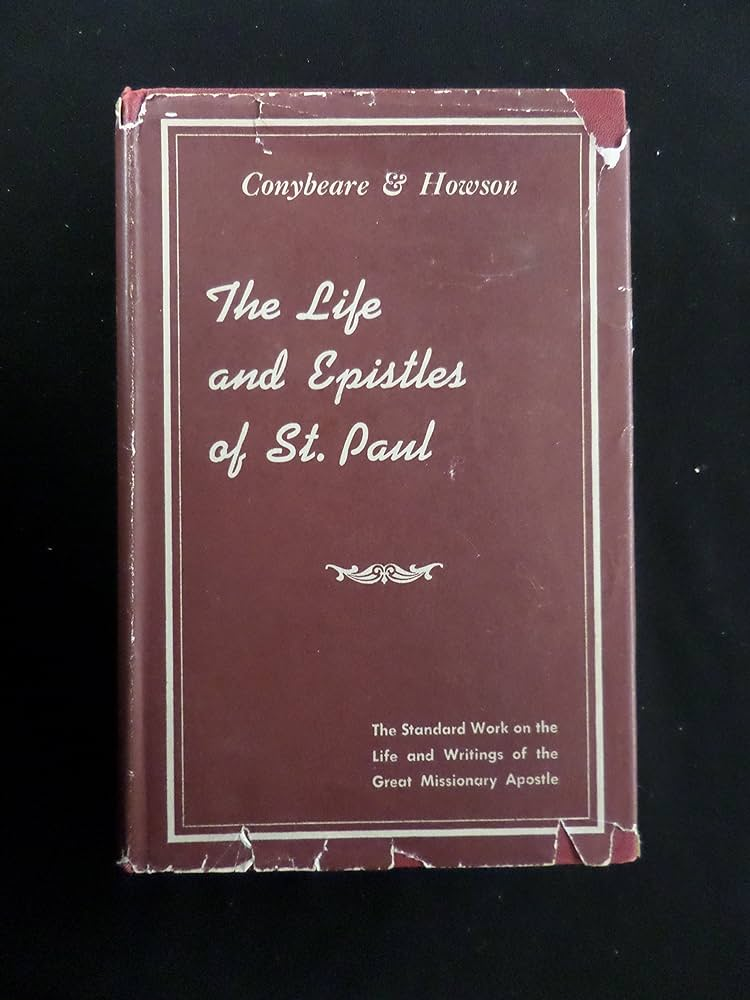 Conybeare & Howson
The Life
and Epistles
of St. Paul
The Standard Work on the
Life and Writings of the
Great Missionary Apostle